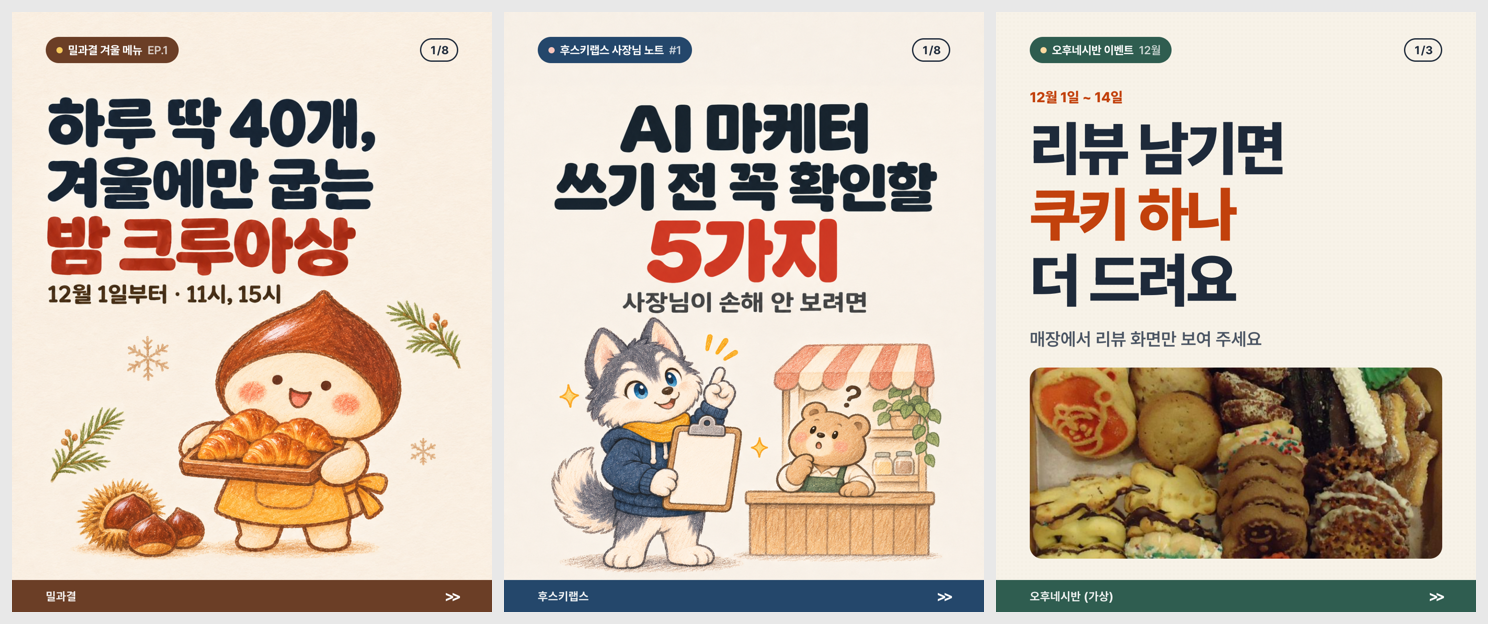 밀과결 겨울 메뉴 EP.1
1/8
하루 딱 40개,
겨울에만 굽는
밤 크루아상
12월 1일부터 · 11시, 15시
밀과결
>>
후스키랩스 사장님 노트 #1
1/8
AI 마케터
쓰기 전 꼭 확인할
5가지
사장님이 손해 안 보려면
?
후스키랩스
>>
오후네시반 이벤트 12월
1/3
12월 1일 ~ 14일
리뷰 남기면
쿠키 하나
더 드려요
매장에서 리뷰 화면만 보여 주세요
오후네시반 (가상)
>>